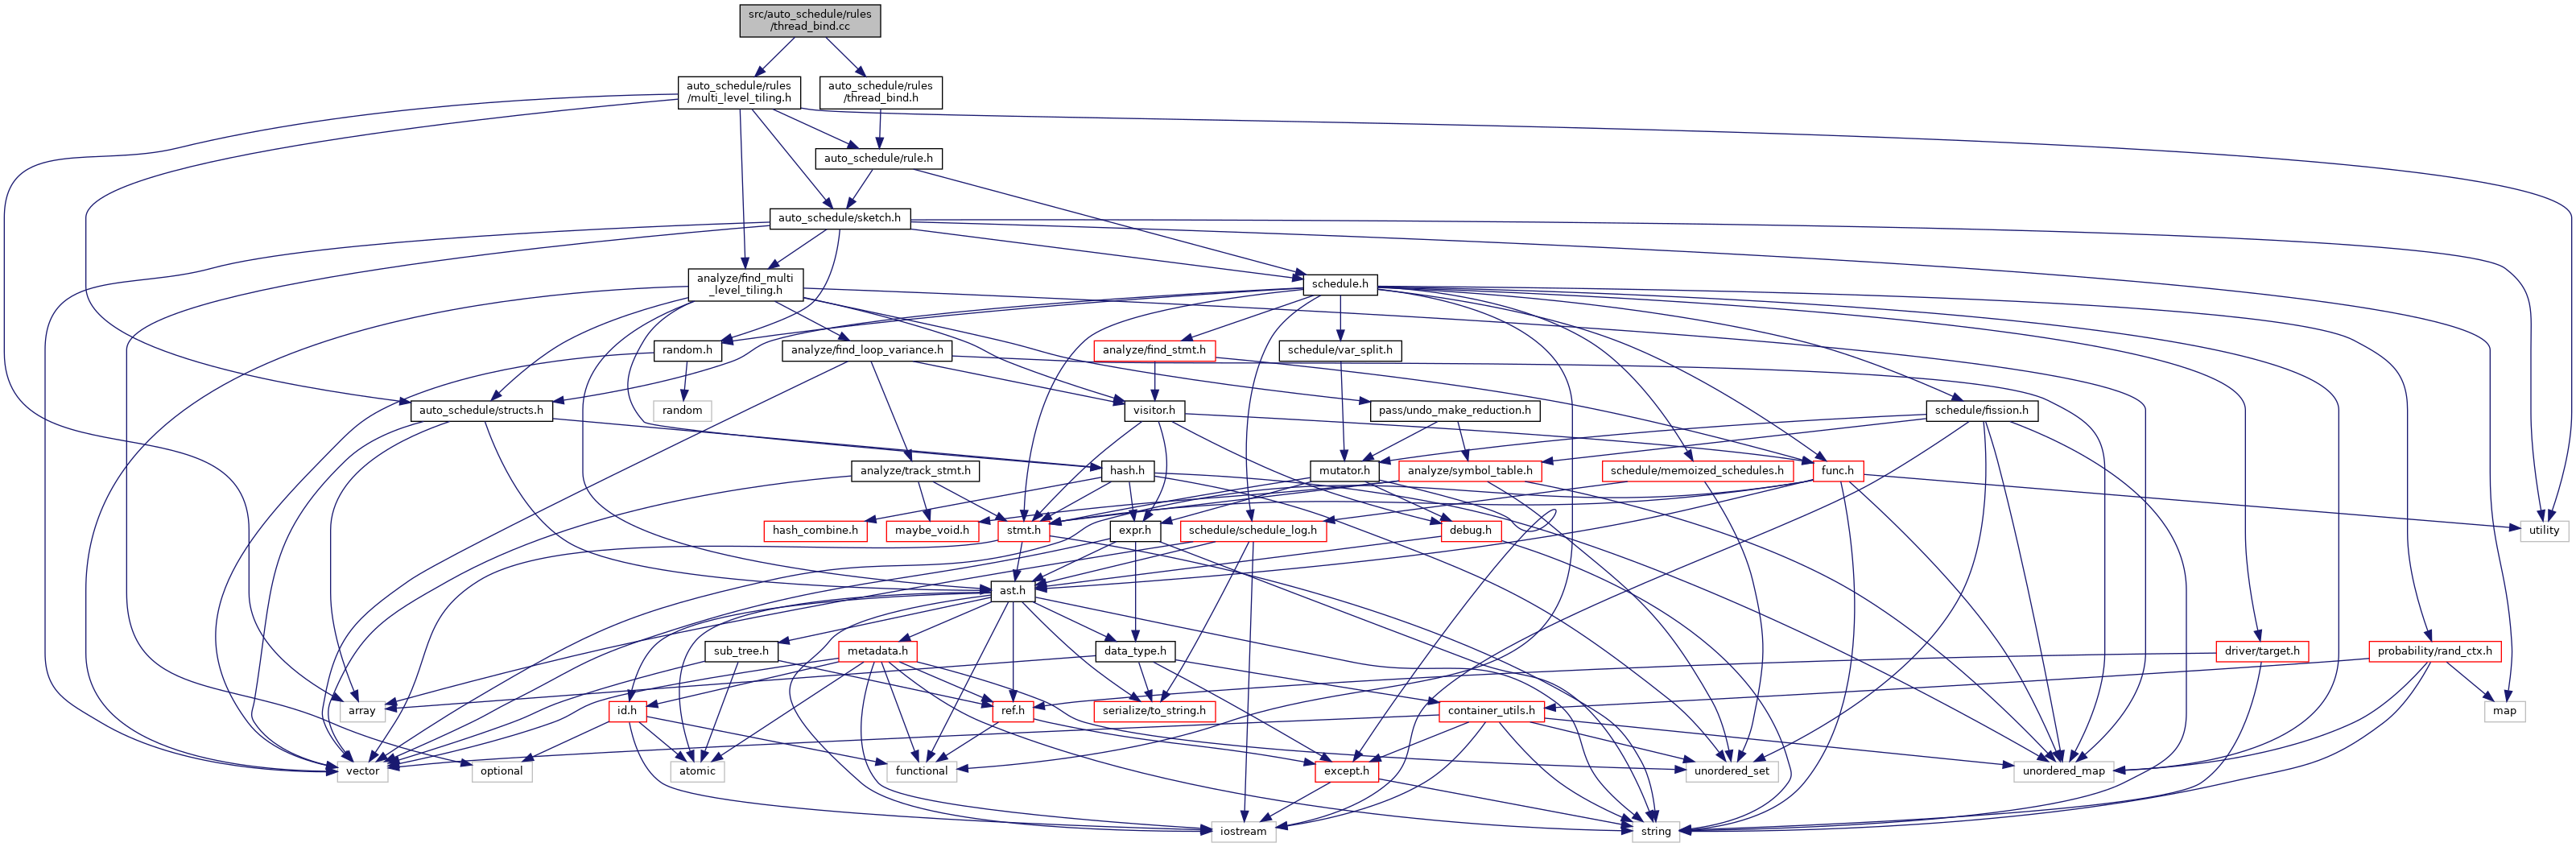 src/auto_schedule/rules
/thread_bind.cc
auto_schedule/rules
/multi_level_tiling.h
auto_schedule/rules
/thread_bind.h
auto_schedule/rule.h
auto_schedule/sketch.h
analyze/find_multi
_level_tiling.h
schedule.h
random.h
analyze/find_loop_variance.h
analyze/find_stmt.h
schedule/var_split.h
random
auto_schedule/structs.h
visitor.h
pass/undo_make_reduction.h
schedule/fission.h
analyze/track_stmt.h
hash.h
mutator.h
analyze/symbol_table.h
schedule/memoized_schedules.h
func.h
hash_combine.h
maybe_void.h
stmt.h
expr.h
schedule/schedule_log.h
debug.h
utility
ast.h
sub_tree.h
metadata.h
data_type.h
driver/target.h
probability/rand_ctx.h
array
id.h
ref.h
serialize/to_string.h
container_utils.h
map
vector
optional
atomic
functional
except.h
unordered_set
unordered_map
iostream
string